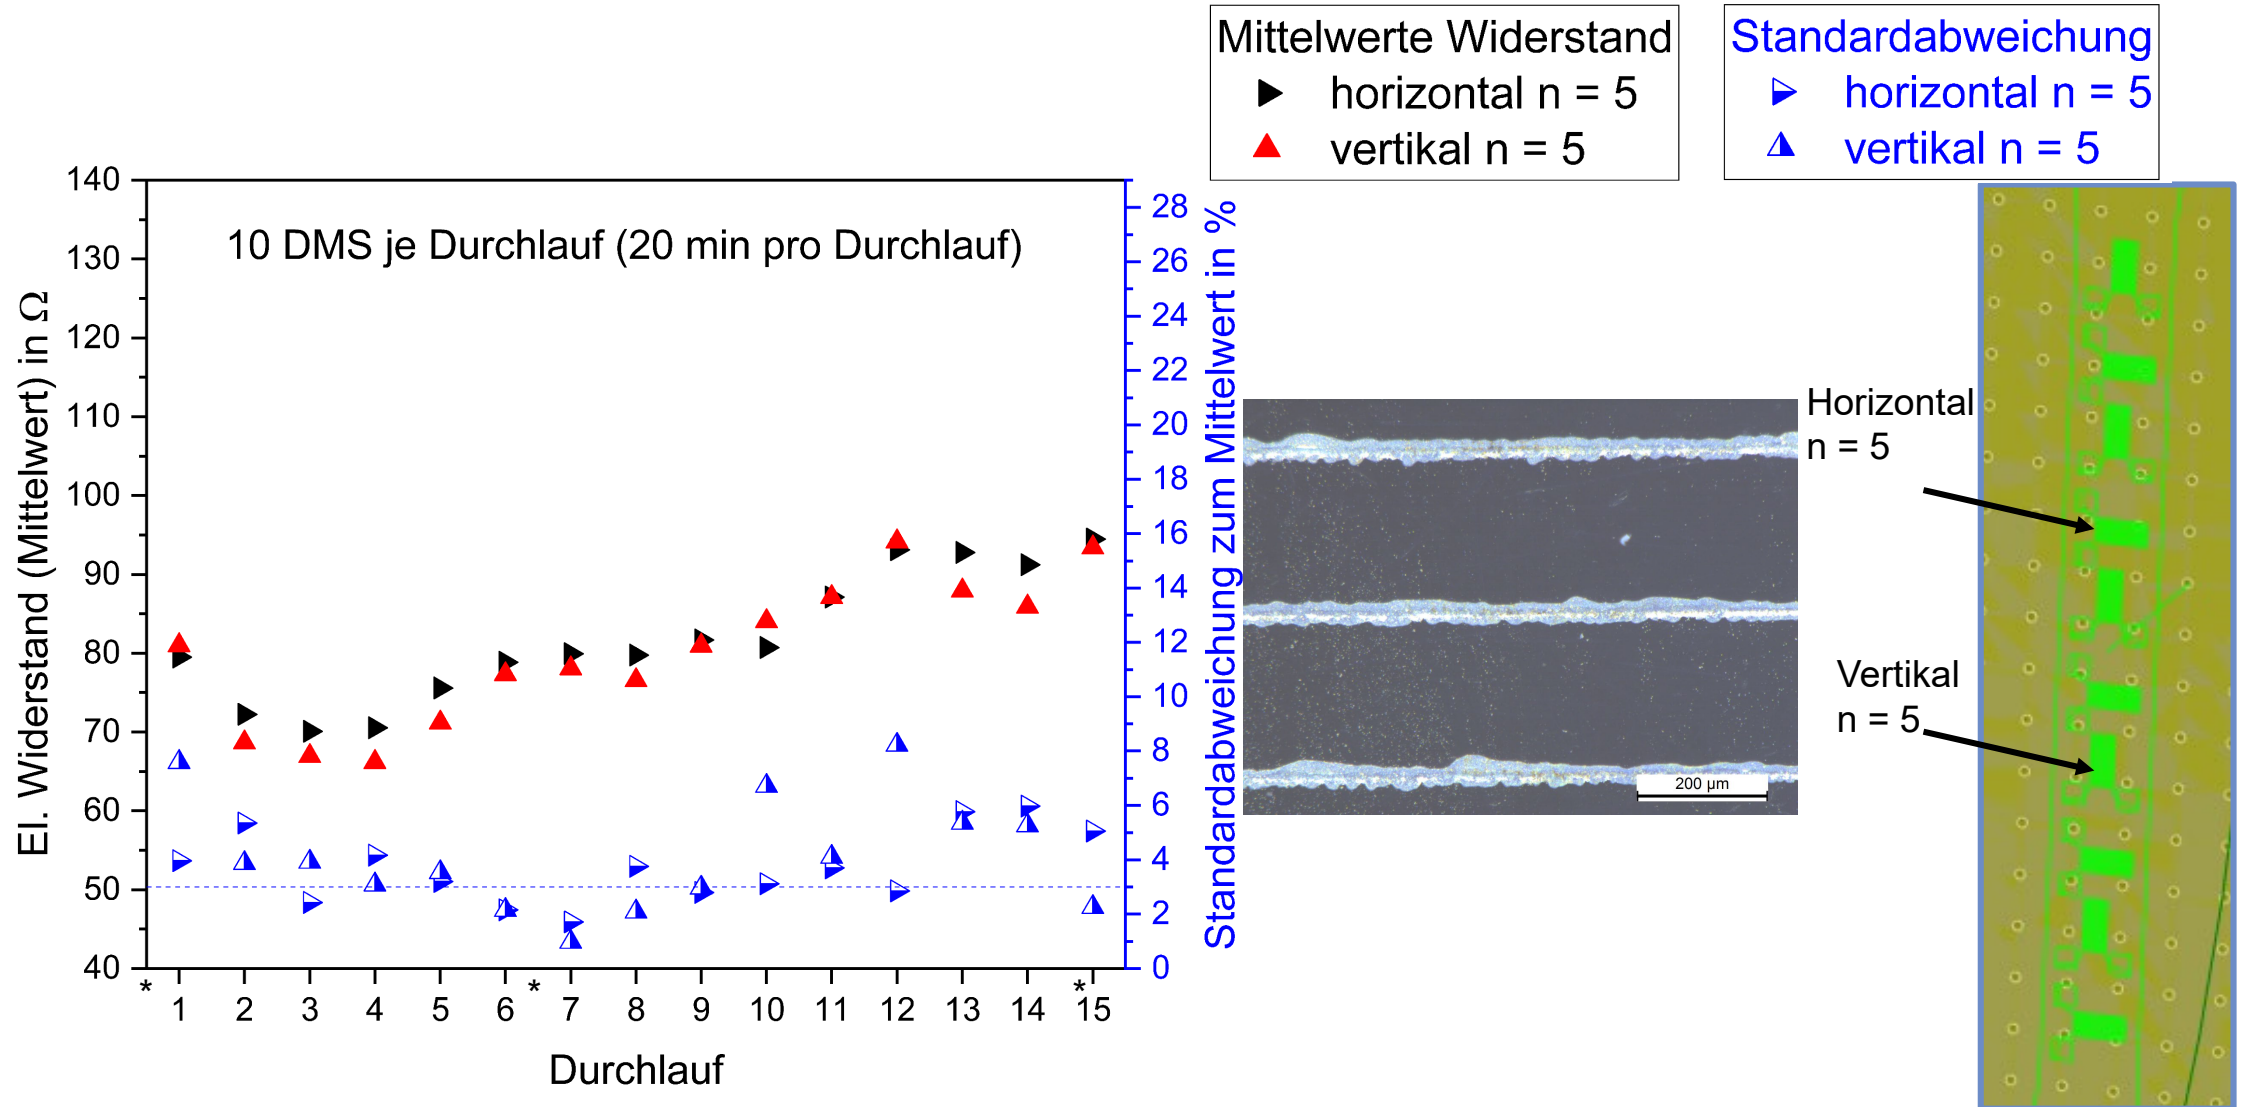 Mittelwerte Widerstand
horizontal n = 5
vertikal n = 5
Standardabweichung
horizontal n = 5
vertikal n = 5
10 DMS je Durchlauf (20 min pro Durchlauf)
El. Widerstand (Mittelwert) in Ω
140
130
120
110
100
90
80
70
60
50
40
28
26
24
22
20
18
16
14
12
10
8
6
4
2
0
Standardabweichung zum Mittelwert in %
* 1 2 3 4 5 6 * 7 8 9 10 11 12 13 14 * 15
Durchlauf
200 µm
Horizontal
n = 5
Vertikal
n = 5